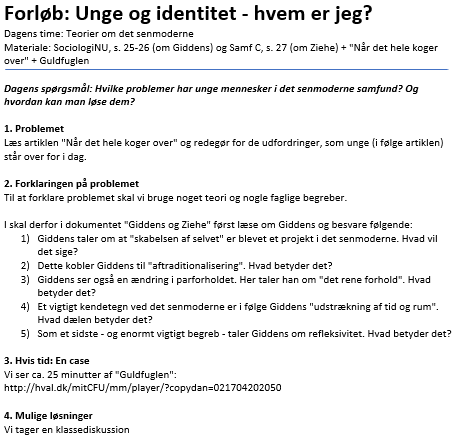 Forløb: Unge og identitet - hvem er jeg?
Dagens time: Teorier om det senmoderne
Materiale: SociologiNU, s. 25-26 (om Giddens) og Samf C, s. 27 (om Ziehe) + "Når det hele koger
over" + Guldfuglen
Dagens spørgsmål: Hvilke problemer har unge mennesker i det senmoderne samfund? Og
hvordan kan man løse dem?
1. Problemet
Læs artiklen "Når det hele koger over" og redegør for de udfordringer, som unge (i følge artiklen)
står over for i dag.
2. Forklaringen på problemet
Til at forklare problemet skal vi bruge noget teori og nogle faglige begreber.
I skal derfor i dokumentet "Giddens og Ziehe" først læse om Giddens og besvare følgende:
1) Giddens taler om at "skabelsen af selvet" er blevet et projekt i det senmoderne. Hvad vil
det sige?
2) Dette kobler Giddens til "aftraditionalisering". Hvad betyder det?
3) Giddens ser også en ændring i parforholdet. Her taler han om "det rene forhold". Hvad
betyder det?
4) Et vigtigt kendetegn ved det senmoderne er i følge Giddens "udstrækning af tid og rum".
Hvad dælen betyder det?
5) Som et sidste - og enormt vigtigt begreb - taler Giddens om refleksivitet. Hvad betyder det?
3. Hvis tid: En case
Vi ser ca. 25 minutter af "Guldfuglen":
http://hval.dk/mitCFU/mm/player/?copydan=021704202050
4. Mulige løsninger
Vi tager en klassediskussion